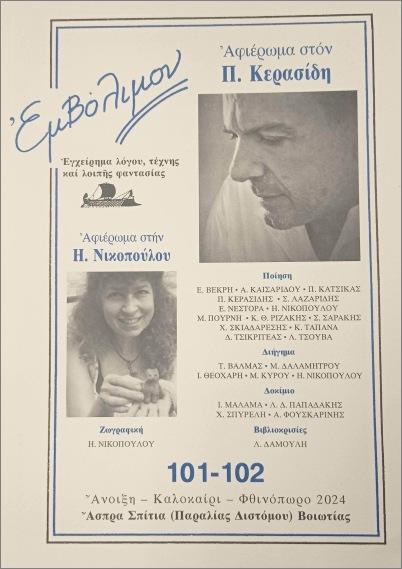 Ἐμβόλιμον
Ἐγχείρημα λόγου, τέχνης
καί λοιπῆς φαντασίας
Ἀφιέρωμα στόν
Π. Κερασίδη
Ἀφιέρωμα στήν
Η. Νικοπούλου
Ζωγραφική
Η. ΝΙΚΟΠΟΥΛΟΥ
Ποίηση
Ε. ΒΕΚΡΗ • Α. ΚΑΙΣΑΡΙΔΟΥ • Π. ΚΑΤΣΙΚΑΣ
Π. ΚΕΡΑΣΙΔΗΣ • Σ. ΛΑΖΑΡΙΔΗΣ
Ε. ΝΕΣΤΟΡΑ • Η. ΝΙΚΟΠΟΥΛΟΥ
Μ. ΠΟΥΡΝΗ • Κ. Θ. ΡΙΖΑΚΗΣ • Σ. ΣΑΡΑΚΗΣ
Χ. ΣΚΙΑΔΑΡΕΣΗΣ • Κ. ΤΑΠΑΝΑ
Δ. ΤΣΙΚΡΙΤΕΑΣ • Λ. ΤΣΟΥΒΑ
Διήγημα
Τ. ΒΑΛΜΑΣ • Μ. ΔΑΛΑΜΗΤΡΟΥ
Ι. ΘΕΟΧΑΡΗ • Μ. ΚΥΡΟΥ • Η. ΝΙΚΟΠΟΥΛΟΥ
Δοκίμιο
Ι. ΜΑΛΑΜΑ • Λ. Δ. ΠΑΠΑΔΑΚΗΣ
Χ. ΣΠΥΡΕΛΗ • Α. ΦΟΥΣΚΑΡΙΝΗΣ
Βιβλιοκρισίες
Λ. ΔΑΜΟΥΛΗ
101-102
Ἄνοιξη – Καλοκαίρι – Φθινόπωρο 2024
Ἄσπρα Σπίτια (Παραλίας Διστόμου) Βοιωτίας